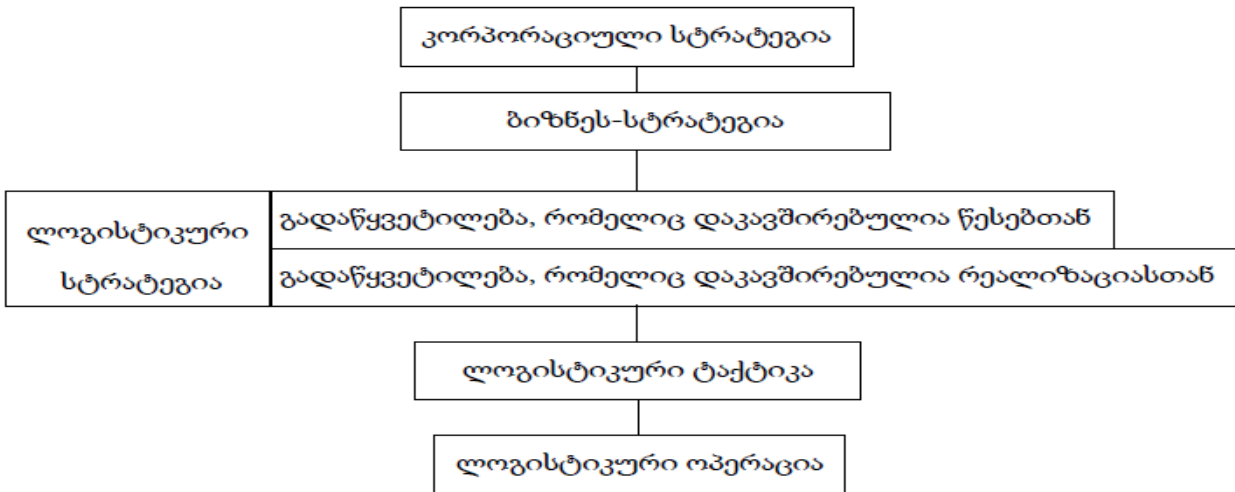 კორპორაციული სტრატეგია
ბიზნეს-სტრატეგია
ლოგისტიკური
სტრატეგია
გადაწყვეტილება, რომელიც დაკავშირებულია წესებთან
გადაწყვეტილება, რომელიც დაკავშირებულია რეალიზაციასთან
ლოგისტიკური ტაქტიკა
ლოგისტიკური ოპერაცია